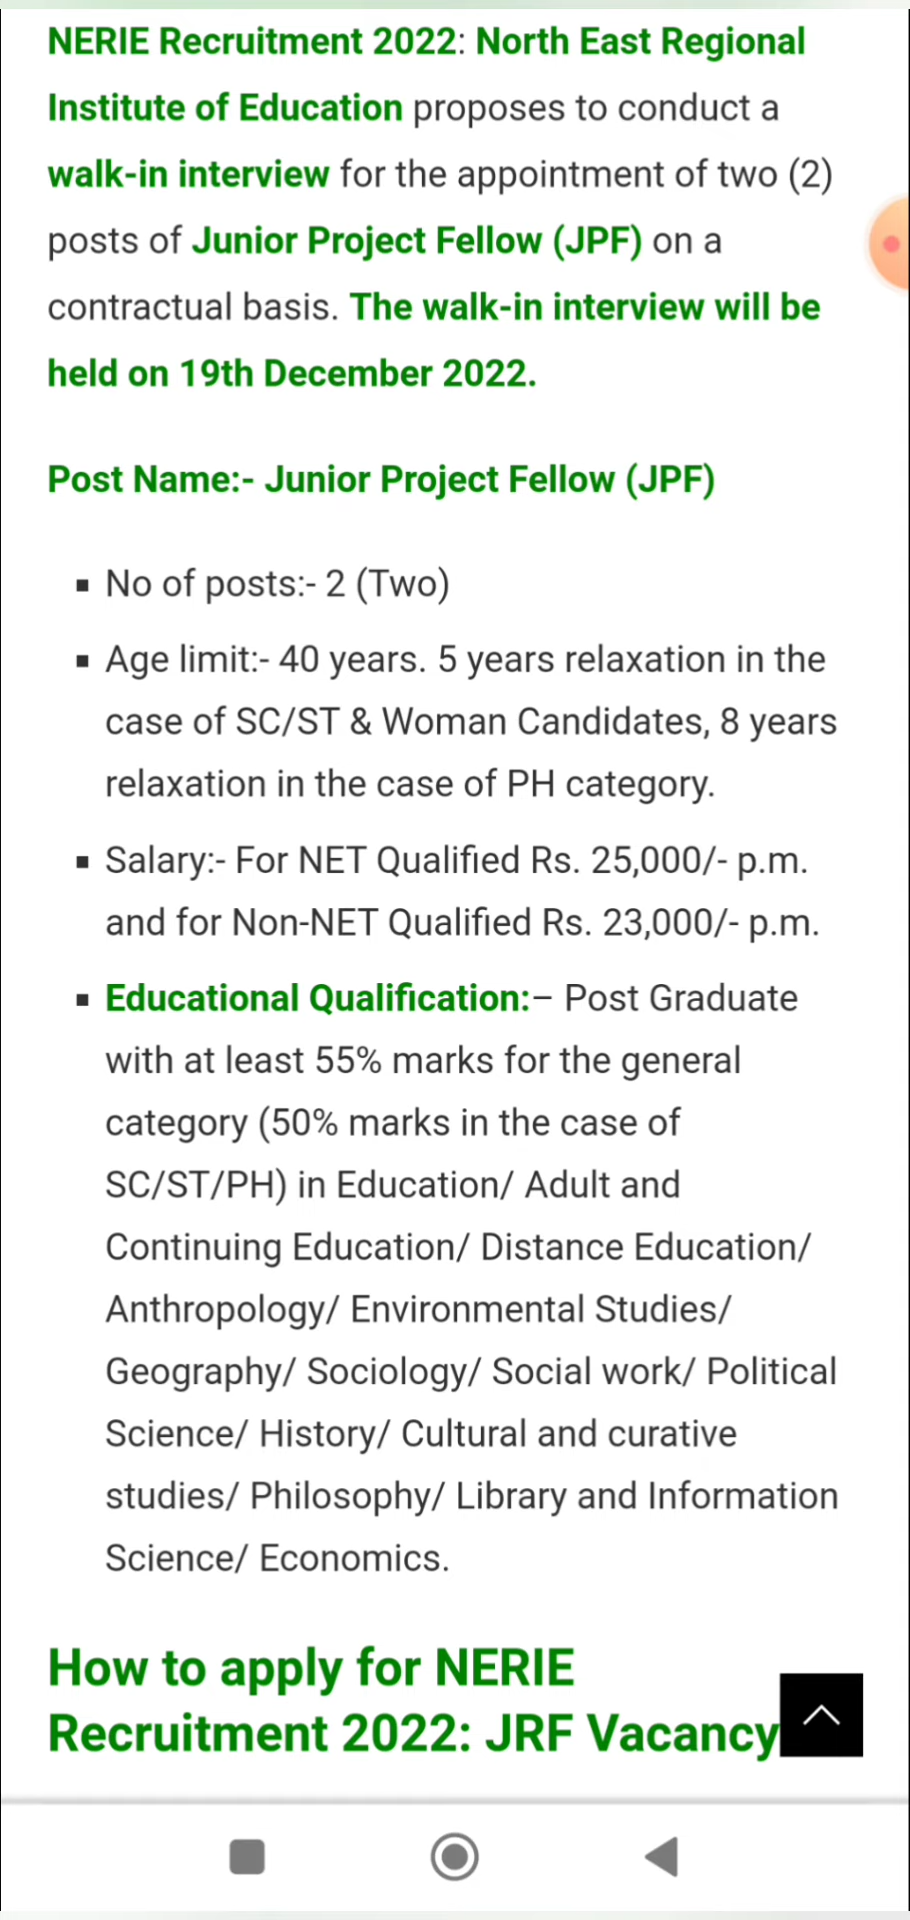 NERIE Recruitment 2022: North East Regional
Institute of Education proposes to conduct a
walk-in interview for the appointment of two (2)
posts of Junior Project Fellow (JPF) on a
contractual basis. The walk-in interview will be
held on 19th December 2022.
Post Name:- Junior Project Fellow (JPF)
▪ No of posts:- 2 (Two)
▪ Age limit:- 40 years. 5 years relaxation in the
case of SC/ST & Woman Candidates, 8 years
relaxation in the case of PH category.
▪ Salary:- For NET Qualified Rs. 25,000/- p.m.
and for Non-NET Qualified Rs. 23,000/- p.m.
▪ Educational Qualification:– Post Graduate
with at least 55% marks for the general
category (50% marks in the case of
SC/ST/PH) in Education/ Adult and
Continuing Education/ Distance Education/
Anthropology/ Environmental Studies/
Geography/ Sociology/ Social work/ Political
Science/ History/ Cultural and curative
studies/ Philosophy/ Library and Information
Science/ Economics.
How to apply for NERIE
Recruitment 2022: JRF Vacancy